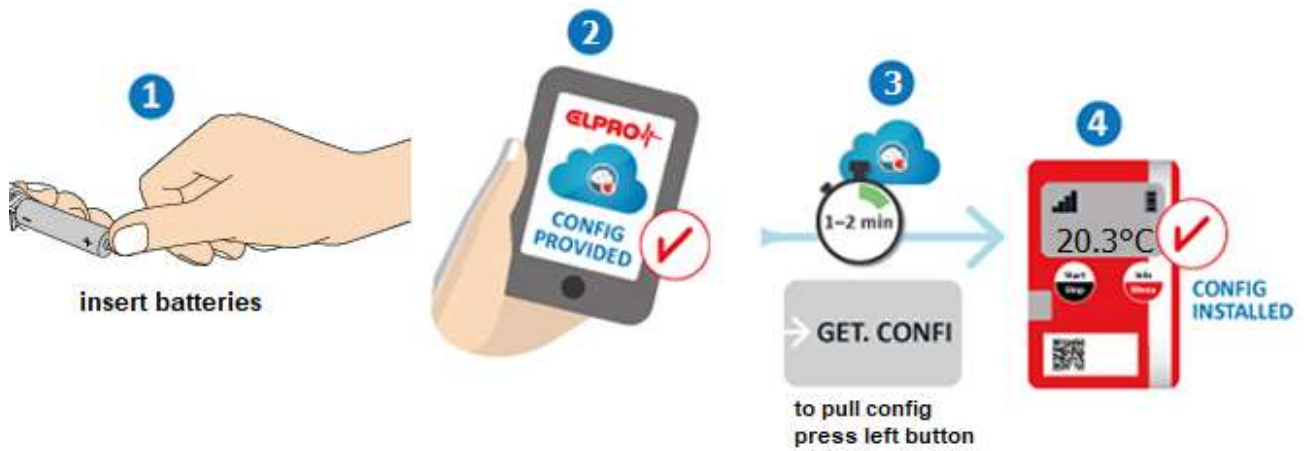 1
insert batteries
2
ELPRO
CONFIG
PROVIDED
3
1–2 min
GET. CONFI
to pull config
press left button
4
20.3°C
Start
Stop
Info
Menu
CONFIG
INSTALLED